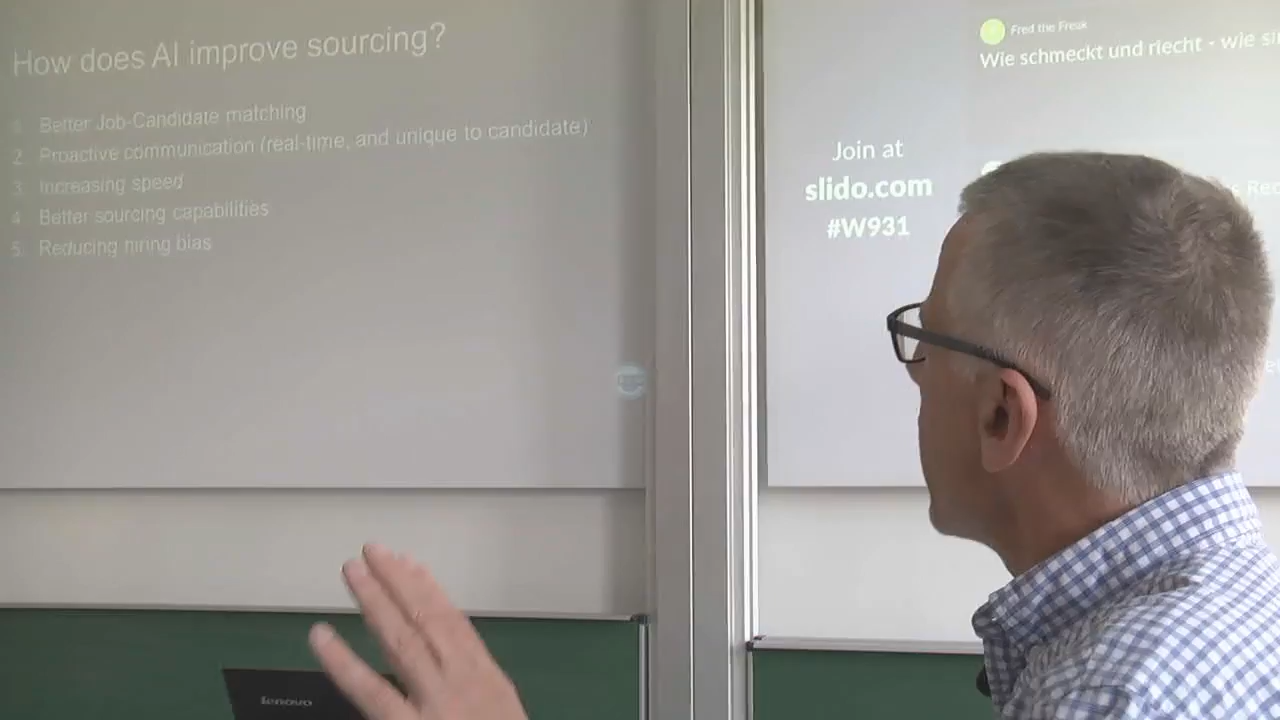 How does AI improve sourcing?
1. Better Job-Candidate matching
2. Proactive communication (real-time, and unique to candidate)
3. Increasing speed
4. Better sourcing capabilities
5. Reducing hiring bias
Fred the Freak
Wie schmeckt und riecht - wie
Join at
slido.com
#W931
lenovo